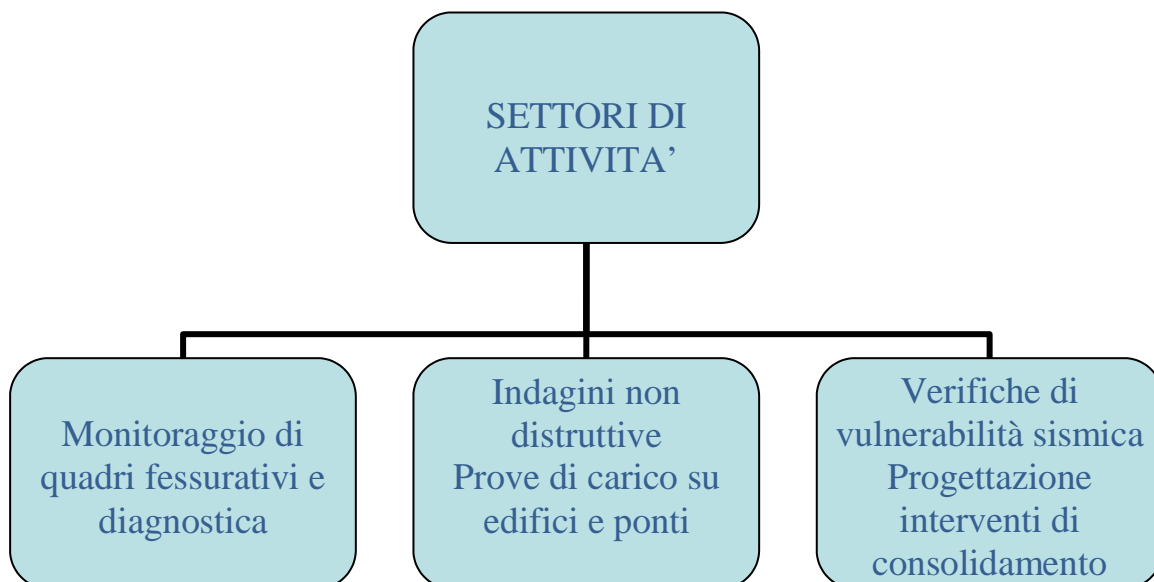 SETTORI DI
ATTIVITA’
Monitoraggio di
quadri fessurativi e
diagnostica
Indagini non
distruttive
Prove di carico su
edifici e ponti
Verifiche di
vulnerabilità sismica
Progettazione
interventi di
consolidamento